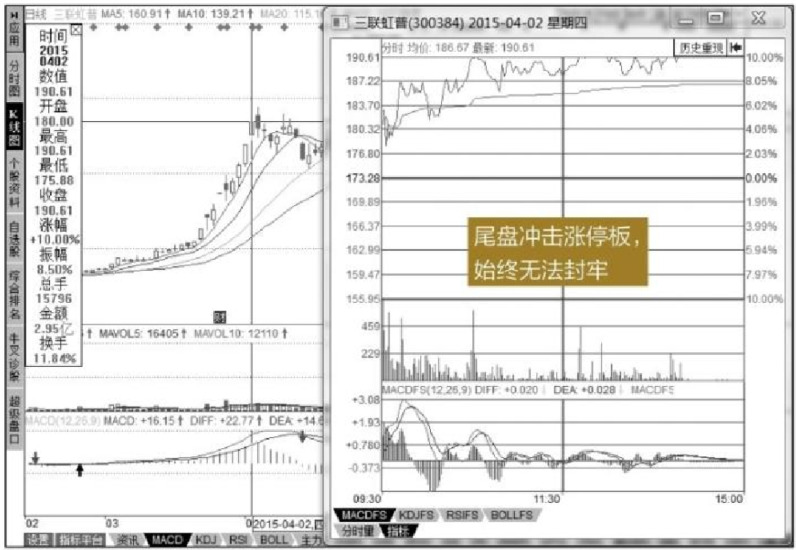 应用
分时图
K线图
个股资料
自选股
综合排名
牛叉诊股
超级盘口
日线 三联虹普 MA5: 160.91↑ MA10: 139.21↑ MA20: 115.1
时间
2015
0402
数值
190.61
开盘
180.00
最高
190.61
最低
175.88
收盘
190.61
涨幅
+10.00%
振幅
8.50%
总手
15796
金额
2.95亿
换手
11.84%
财
MAVOL5: 16405↑ MAVOL10: 12110↑
MACD(12,26,9) MACD: +16.15↑ DIFF: +22.77↑ DEA: +14.6
02 03 2015-04-02,四
设置 指标平台 资讯 MACD KDJ RSI BOLL 主力
三联虹普(300384) 2015-04-02 星期四
分时 均价: 186.67 最新: 190.61
历史重现
190.61 10.00%
187.22 8.05%
183.70 6.02%
180.32 4.06%
176.80 2.03%
173.28 0.00%
169.89 1.96%
166.37 3.99%
162.99 5.94%
159.47 7.97%
155.95 10.00%
尾盘冲击涨停板，
始终无法封牢
459
229
MACDFS(12,26,9) DIFF: +0.020↓ DEA: +0.028↓ MACDFS
+3.08
+1.93
+0.780
-0.373
09:30 11:30 15:00
MACDFS KDJFS RSIFS BOLLFS
分时量 指标